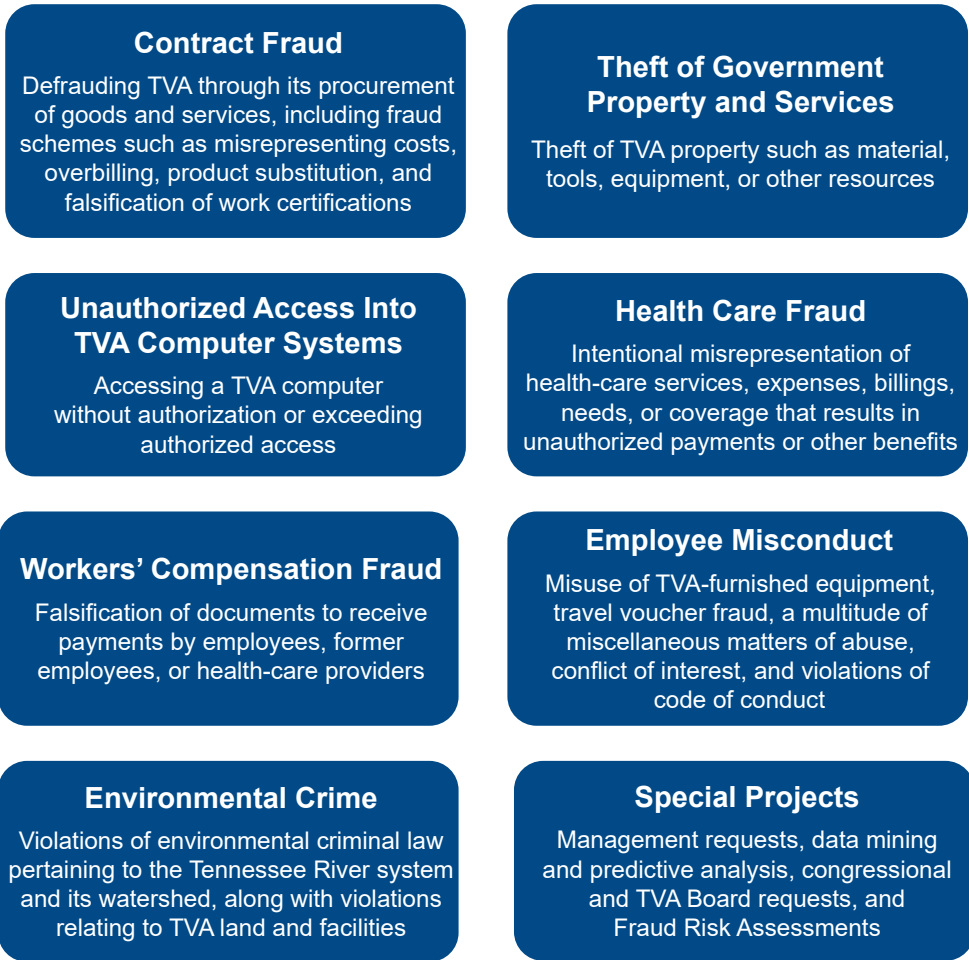 Contract Fraud
Defrauding TVA through its procurement
of goods and services, including fraud
schemes such as misrepresenting costs,
overbilling, product substitution, and
falsification of work certifications
Theft of Government
Property and Services
Theft of TVA property such as material,
tools, equipment, or other resources
Unauthorized Access Into
TVA Computer Systems
Accessing a TVA computer
without authorization or exceeding
authorized access
Health Care Fraud
Intentional misrepresentation of
health-care services, expenses, billings,
needs, or coverage that results in
unauthorized payments or other benefits
Workers’ Compensation Fraud
Falsification of documents to receive
payments by employees, former
employees, or health-care providers
Employee Misconduct
Misuse of TVA-furnished equipment,
travel voucher fraud, a multitude of
miscellaneous matters of abuse,
conflict of interest, and violations of
code of conduct
Environmental Crime
Violations of environmental criminal law
pertaining to the Tennessee River system
and its watershed, along with violations
relating to TVA land and facilities
Special Projects
Management requests, data mining
and predictive analysis, congressional
and TVA Board requests, and
Fraud Risk Assessments